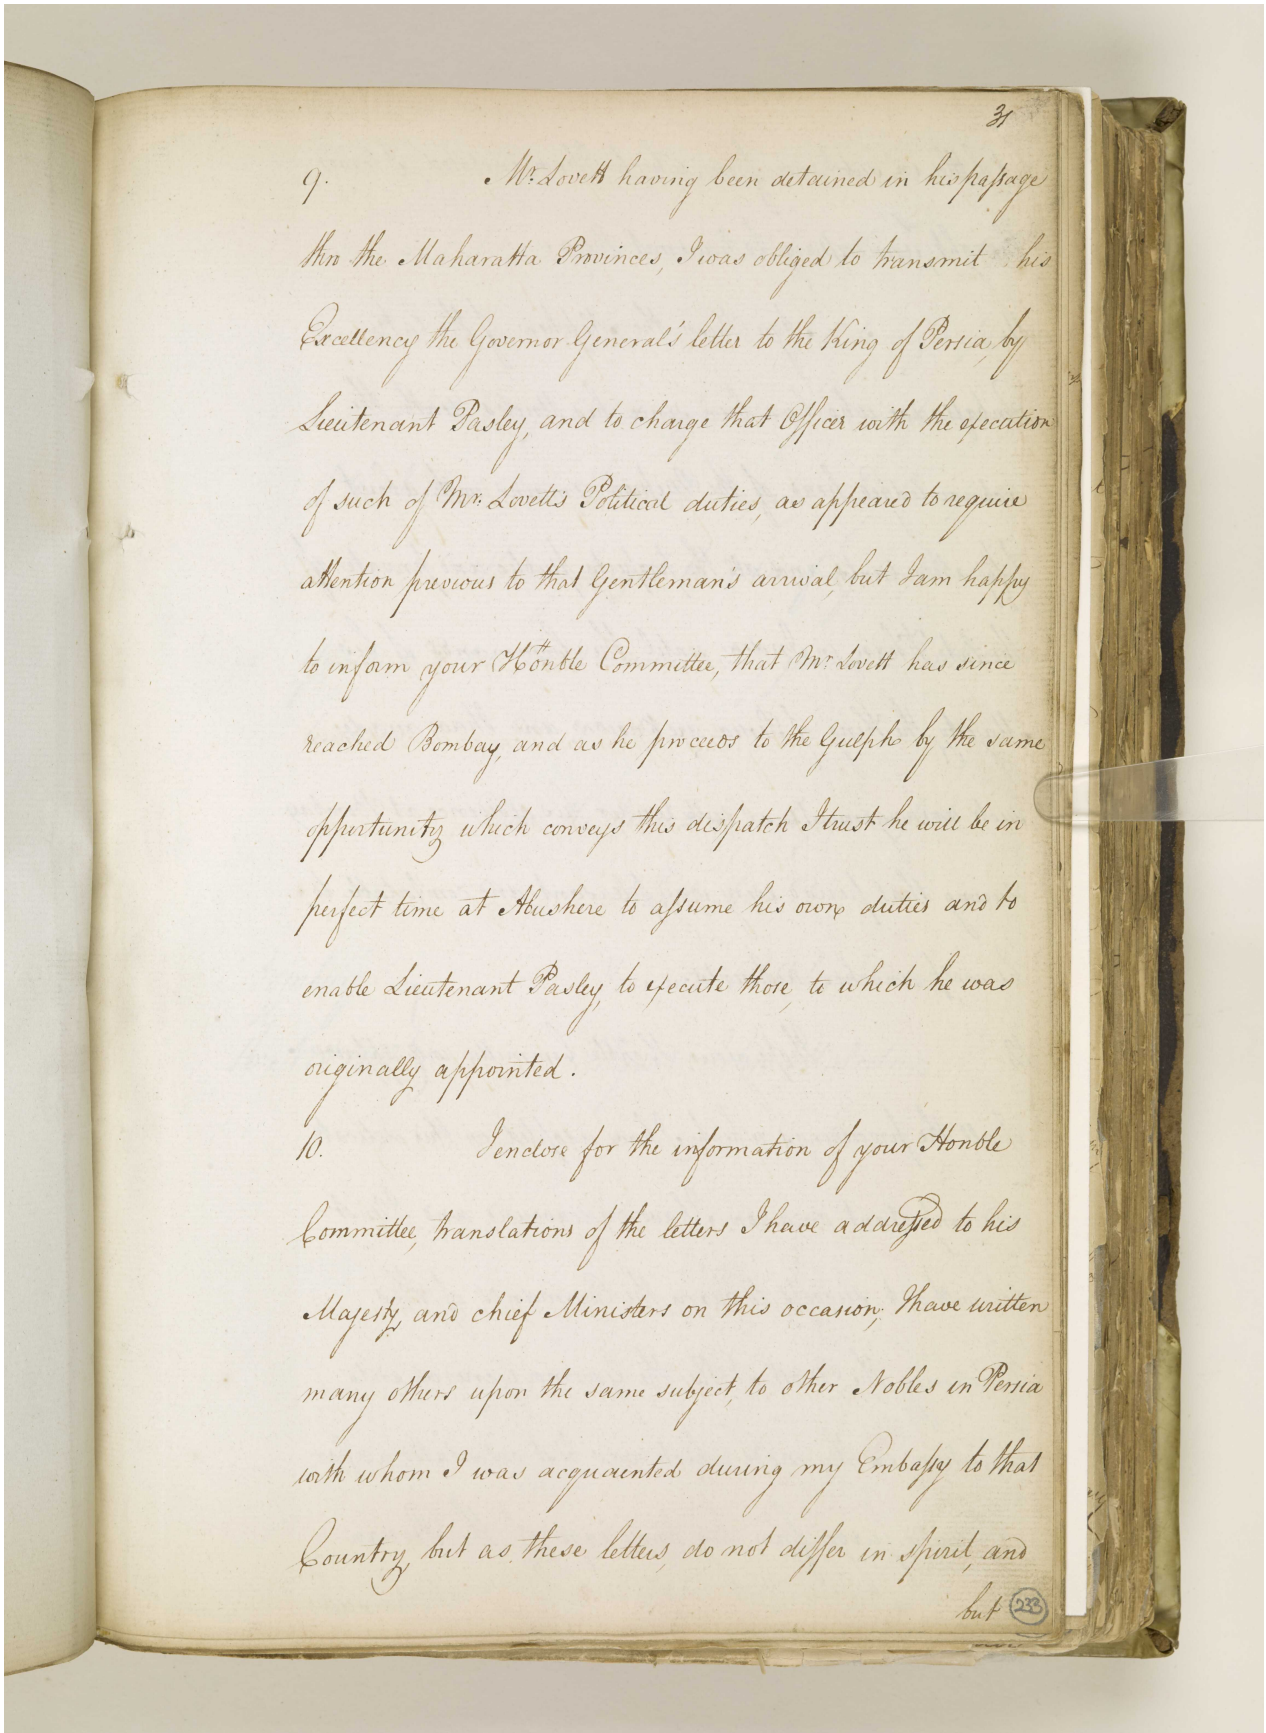 31
9. Mr. Lovett having been detained in his passage
thro the Maharatta Provinces, I was obliged to transmit his
Excellency the Governor General's letter to the King of Persia, by
Lieutenant Pasley, and to charge that Officer with the execution
of such of Mr. Lovett's Political duties, as appeared to require
attention previous to that Gentleman's arrival, but I am happy
to inform your Honble Committee, that Mr. Lovett has since
reached Bombay, and as he proceeds to the Gulph by the same
opportunity which conveys this dispatch I trust he will be in
perfect time at Abushere to assume his own duties and to
enable Lieutenant Pasley, to execute those, to which he was
originally appointed.
10. I enclose for the information of your Honble
Committee, translations of the letters I have addressed to his
Majesty, and chief Ministers on this occasion; I have written
many others upon the same subject, to other Nobles in Persia
with whom I was acquainted during my Embassy to that
Country, but as these letters, do not differ in spirit, and
but 233